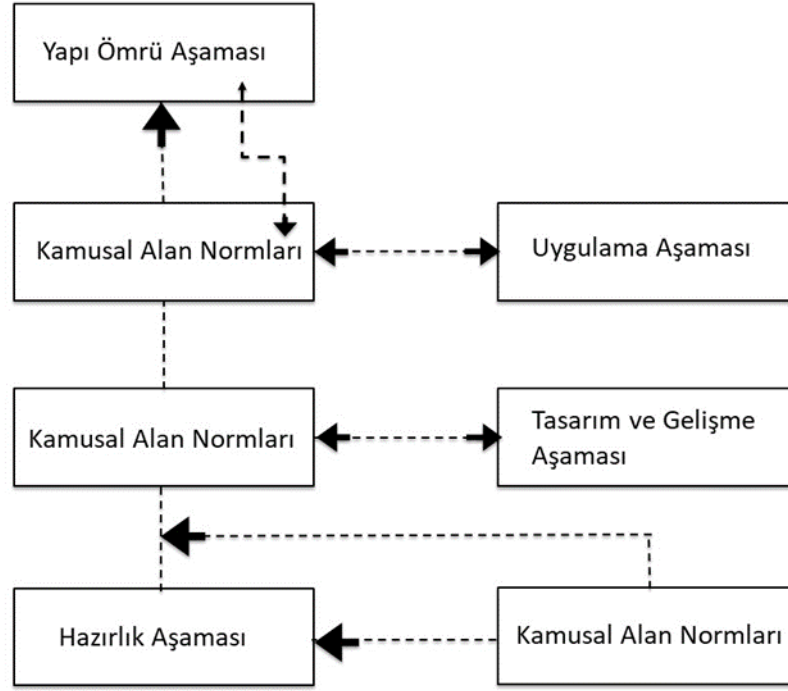 Yapı Ömrü Aşaması
Kamusal Alan Normları
Uygulama Aşaması
Kamusal Alan Normları
Tasarım ve Gelişme
Aşaması
Hazırlık Aşaması
Kamusal Alan Normları